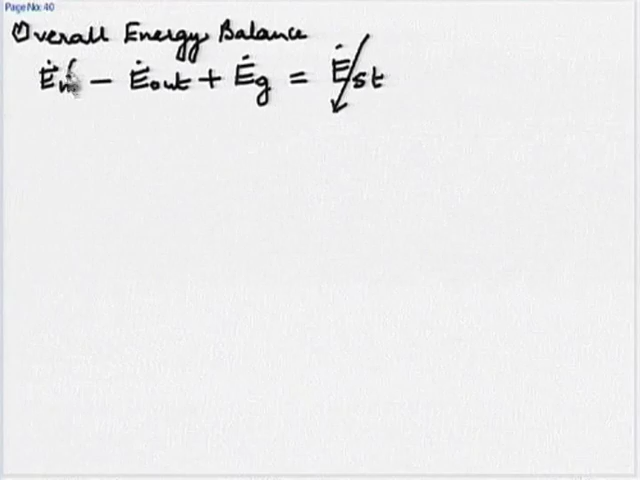 Page No: 40
Overall Energy Balance
Ėin − Ėout + Ėg = Ėst